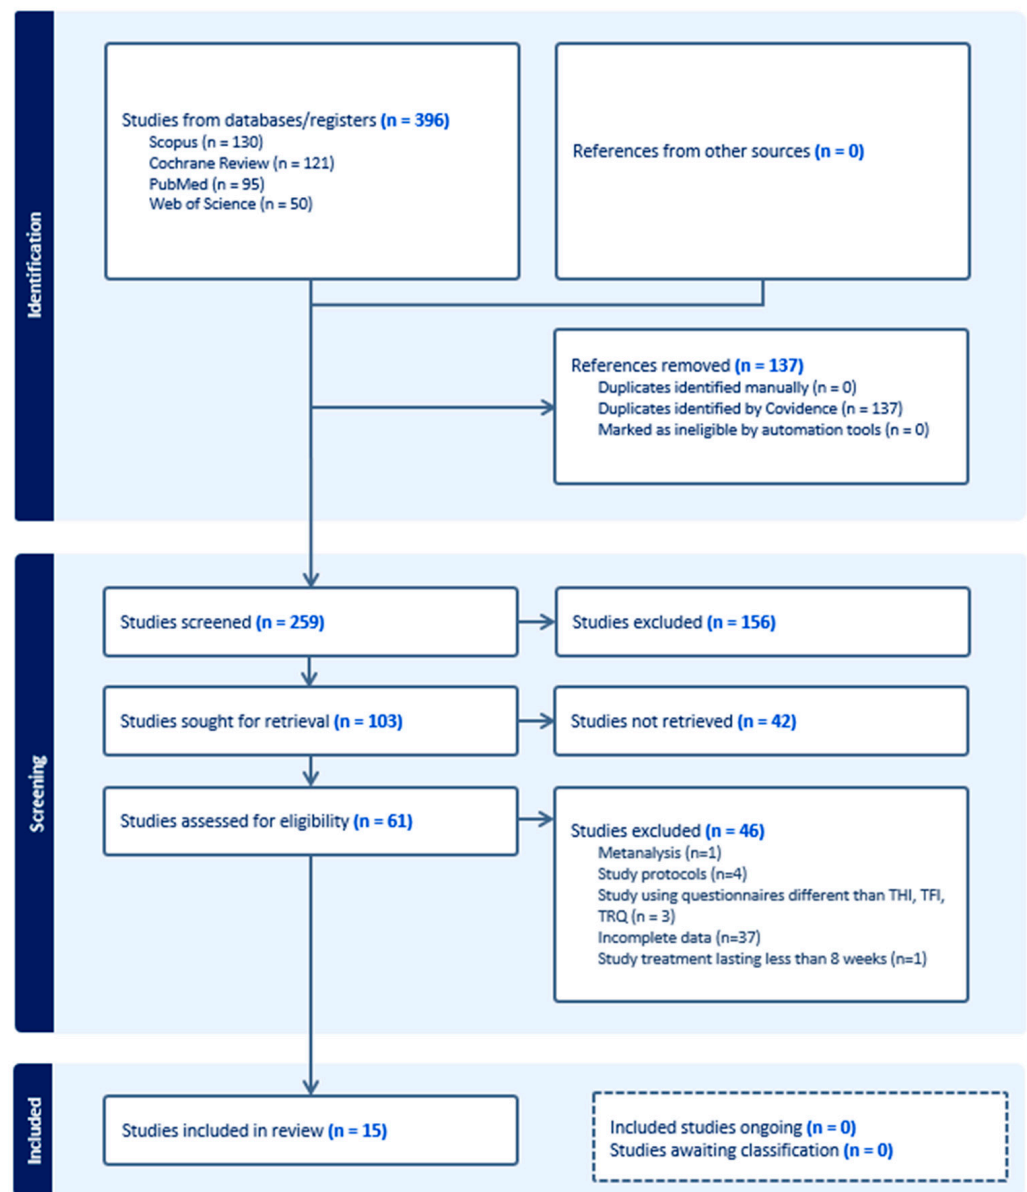 Identification
Studies from databases/registers (n = 396)
Scopus (n = 130)
Cochrane Review (n = 121)
PubMed (n = 95)
Web of Science (n = 50)
References from other sources (n = 0)
References removed (n = 137)
Duplicates identified manually (n = 0)
Duplicates identified by Covidence (n = 137)
Marked as ineligible by automation tools (n = 0)
Screening
Studies screened (n = 259)
Studies excluded (n = 156)
Studies sought for retrieval (n = 103)
Studies not retrieved (n = 42)
Studies assessed for eligibility (n = 61)
Studies excluded (n = 46)
Metanalysis (n=1)
Study protocols (n=4)
Study using questionnaires different than THI, TFI,
TRQ (n = 3)
Incomplete data (n=37)
Study treatment lasting less than 8 weeks (n=1)
Included
Studies included in review (n = 15)
Included studies ongoing (n = 0)
Studies awaiting classification (n = 0)